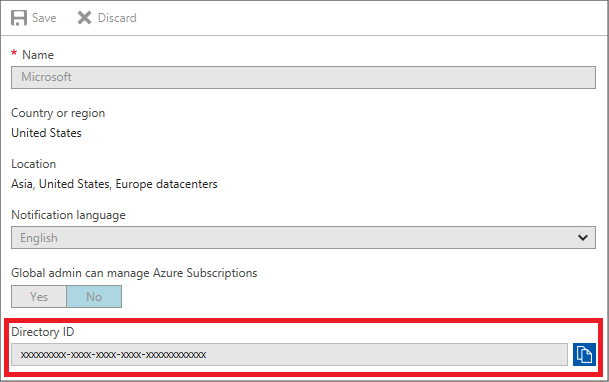 Save Discard
* Name
Microsoft
Country or region
United States
Location
Asia, United States, Europe datacenters
Notification language
English
Global admin can manage Azure Subscriptions
Yes No
Directory ID
xxxxxxxxx-xxxx-xxxx-xxxx-xxxxxxxxxxxx